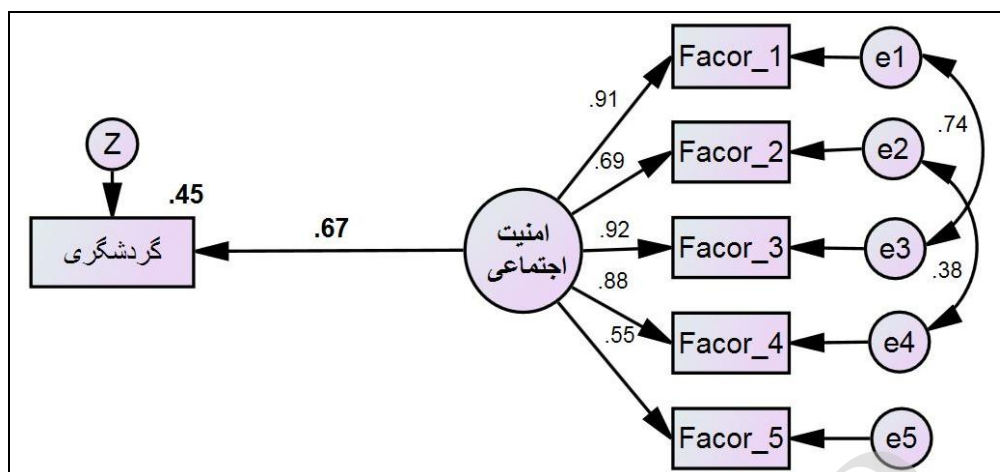 Facor_1
e1
.91
.74
Z
.69
Facor_2
e2
.45
گردشگری
.67
امنیت
اجتماعی
.92
Facor_3
e3
.88
.38
.55
Facor_4
e4
Facor_5
e5